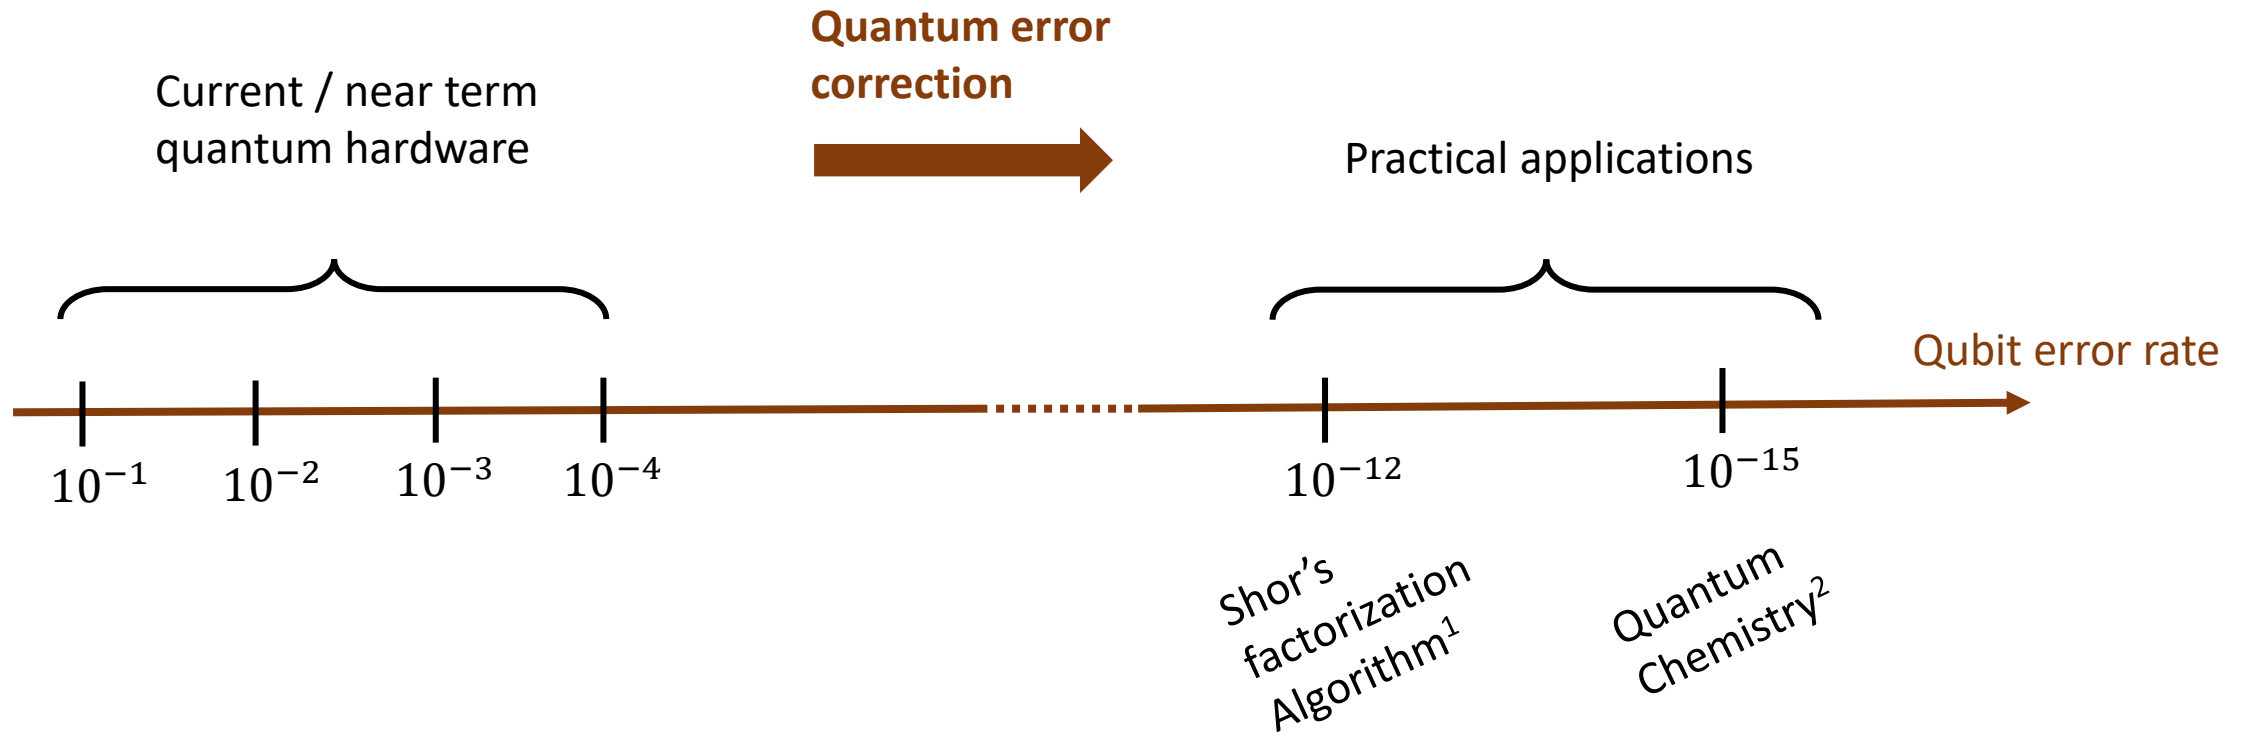 Quantum error
correction
Current / near term
quantum hardware
Practical applications
Qubit error rate
10⁻¹
10⁻²
10⁻³
10⁻⁴
10⁻¹²
10⁻¹⁵
Shor’s
factorization
Algorithm¹
Quantum
Chemistry²